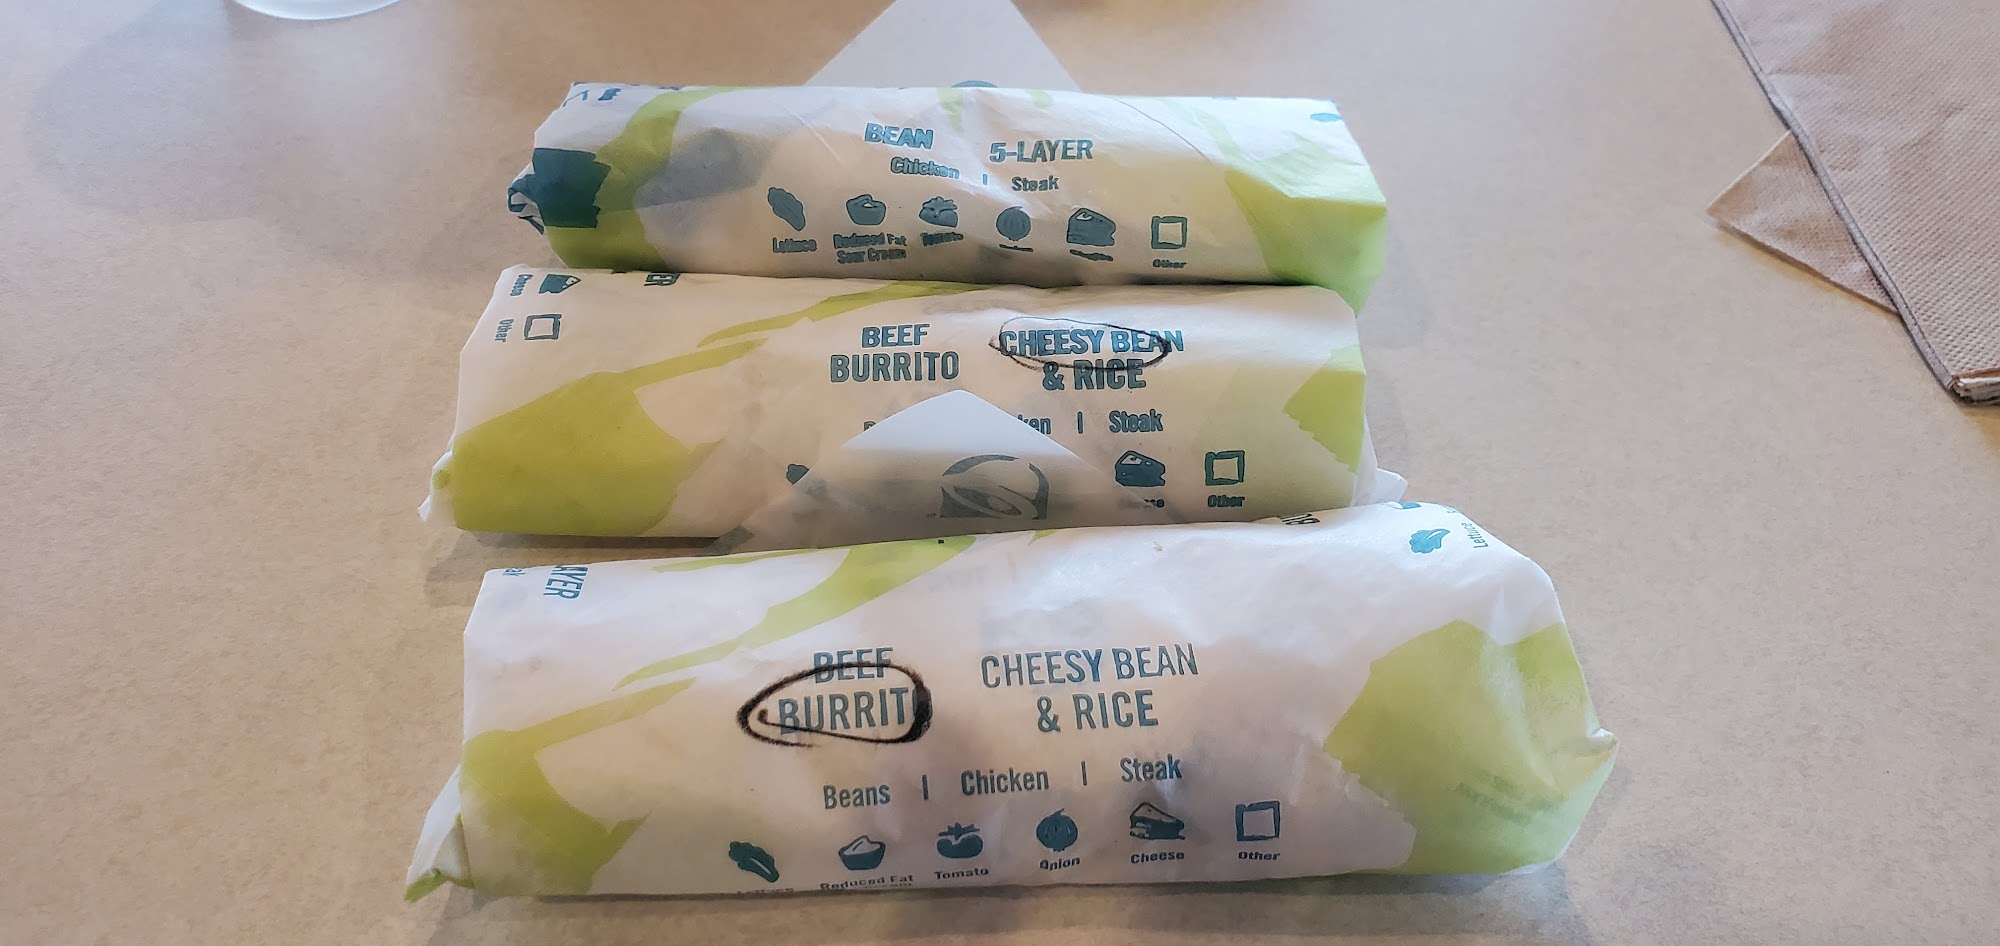 BEAN 5-LAYER
Chicken | Steak
Lettuce Reduced Fat Tomato Other
Sour Cream
Cheese
Other
BEEF CHEESY BEAN
BURRITO & RICE
| Steak
Other
Lettuce
BEEF CHEESY BEAN
BURRITO & RICE
Beans | Chicken | Steak
Reduced Fat Tomato Onion Cheese Other